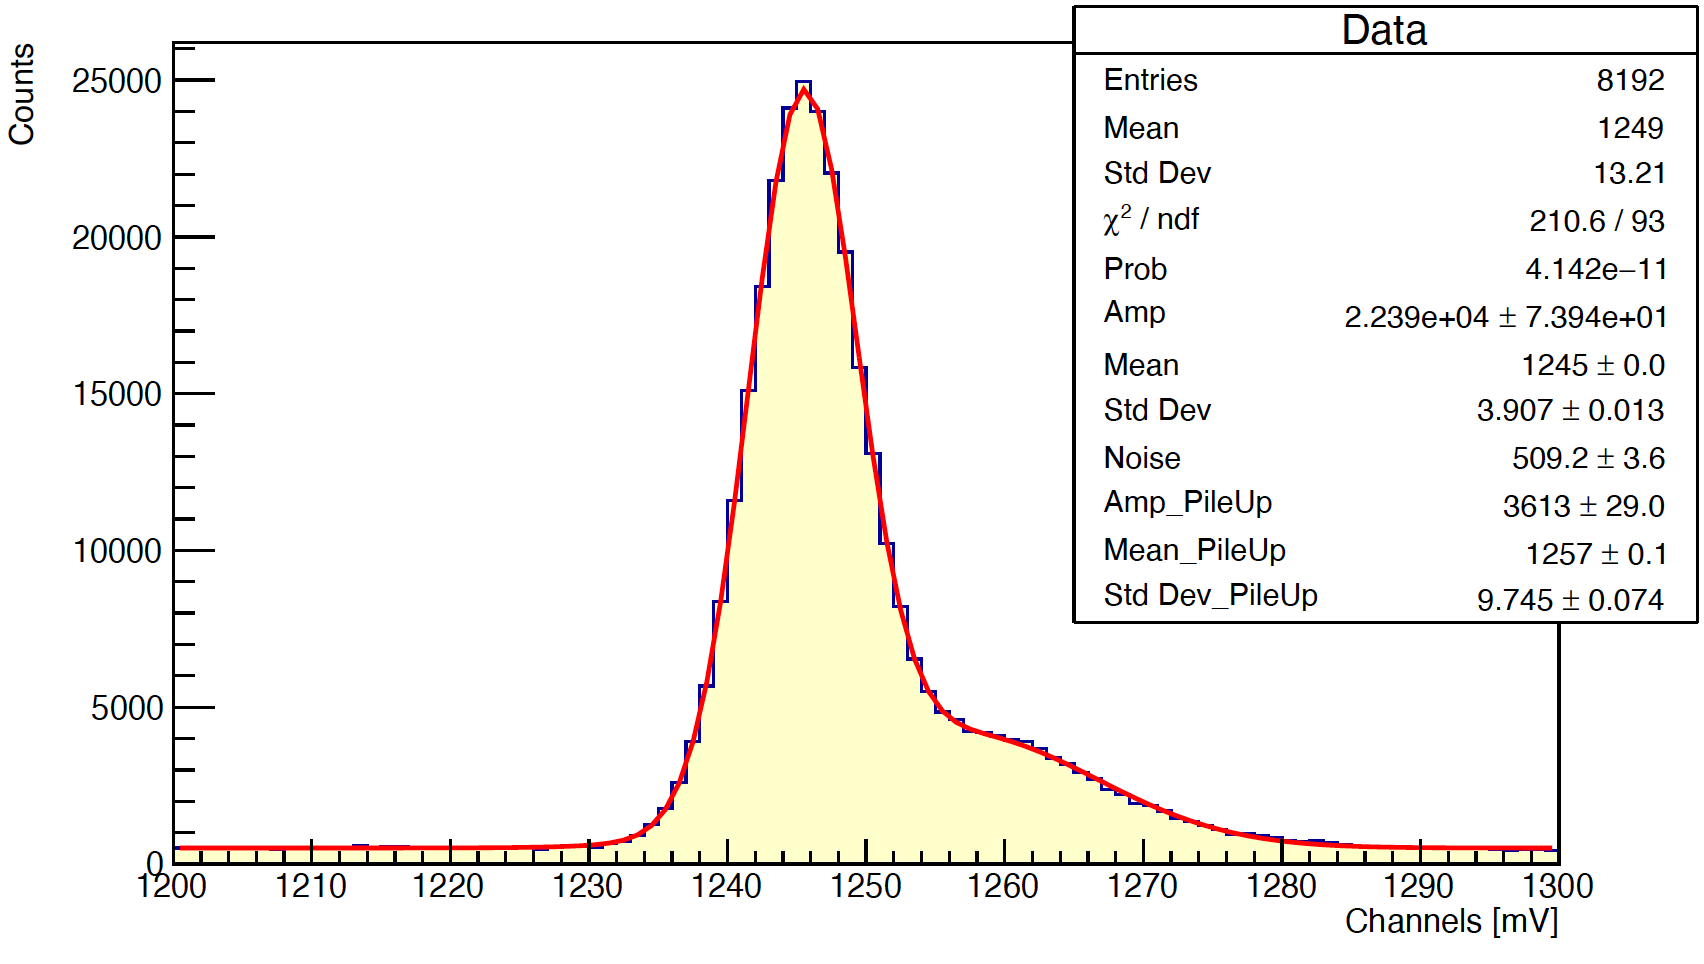 Data
Entries 8192
Mean 1249
Std Dev 13.21
χ² / ndf 210.6 / 93
Prob 4.142e−11
Amp 2.239e+04 ± 7.394e+01
Mean 1245 ± 0.0
Std Dev 3.907 ± 0.013
Noise 509.2 ± 3.6
Amp_PileUp 3613 ± 29.0
Mean_PileUp 1257 ± 0.1
Std Dev_PileUp 9.745 ± 0.074
Counts
25000
20000
15000
10000
5000
0
1200 1210 1220 1230 1240 1250 1260 1270 1280 1290 1300
Channels [mV]